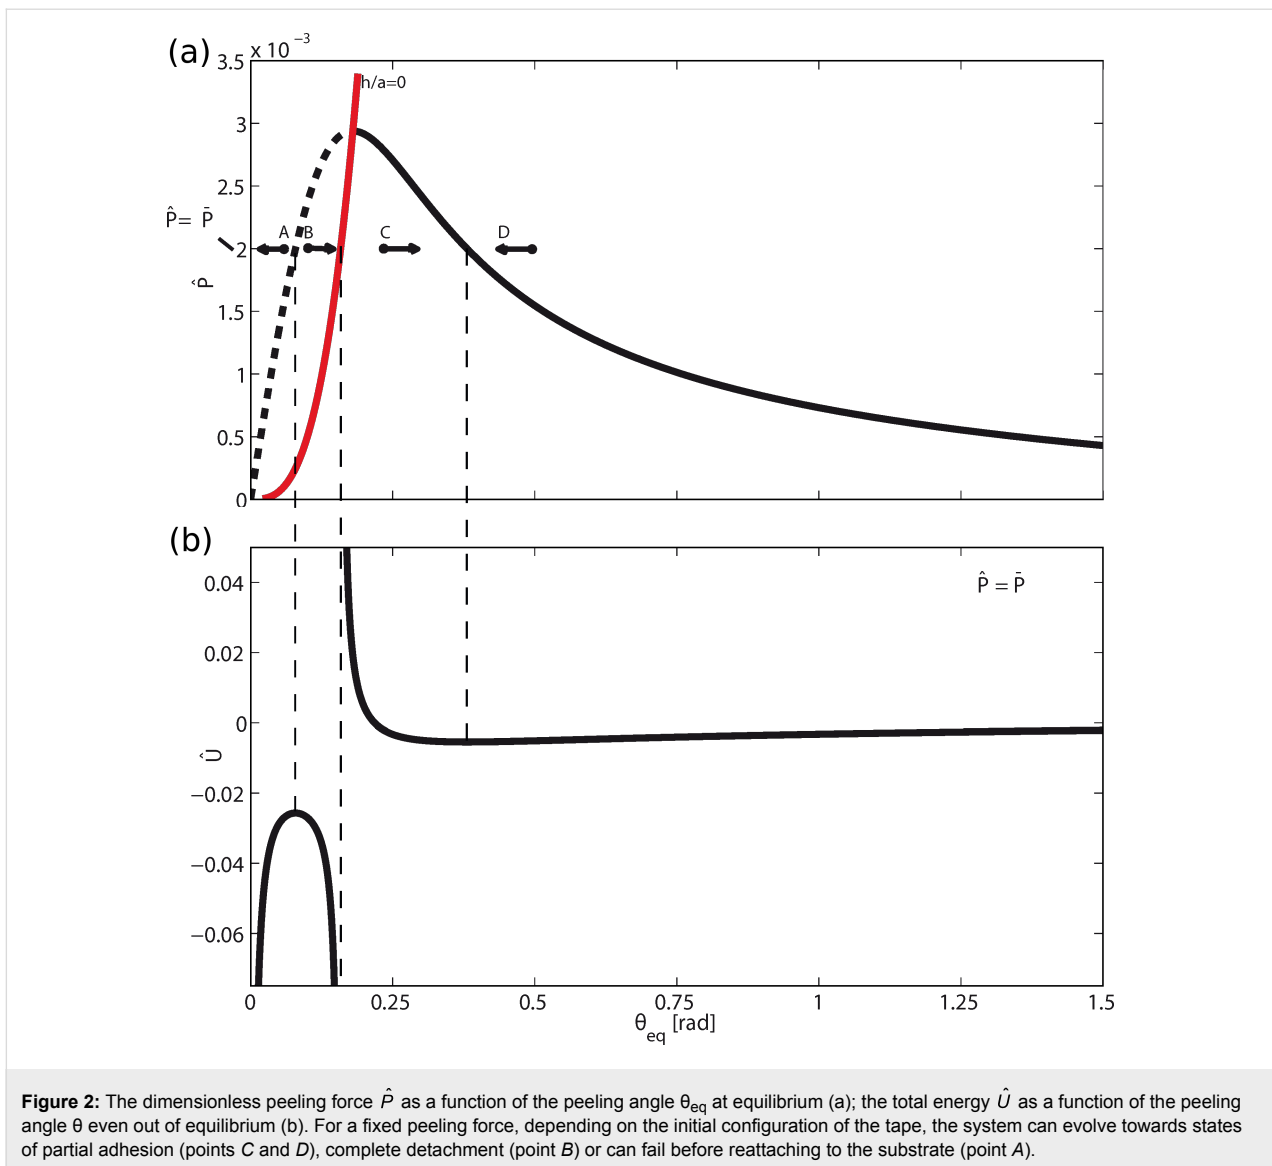 (a)
x 10⁻³
3.5
h/a=0
3
2.5
P̂= P̄
A B C D
2
P̂
1.5
1
0.5
0
(b)
P̂ = P̄
0.04
0.02
0
Û
−0.02
−0.04
−0.06
0 0.25 0.5 0.75 1 1.25 1.5
θeq [rad]
Figure 2: The dimensionless peeling force P̂ as a function of the peeling angle θeq at equilibrium (a); the total energy Û as a function of the peeling
angle θ even out of equilibrium (b). For a fixed peeling force, depending on the initial configuration of the tape, the system can evolve towards states
of partial adhesion (points C and D), complete detachment (point B) or can fail before reattaching to the substrate (point A).